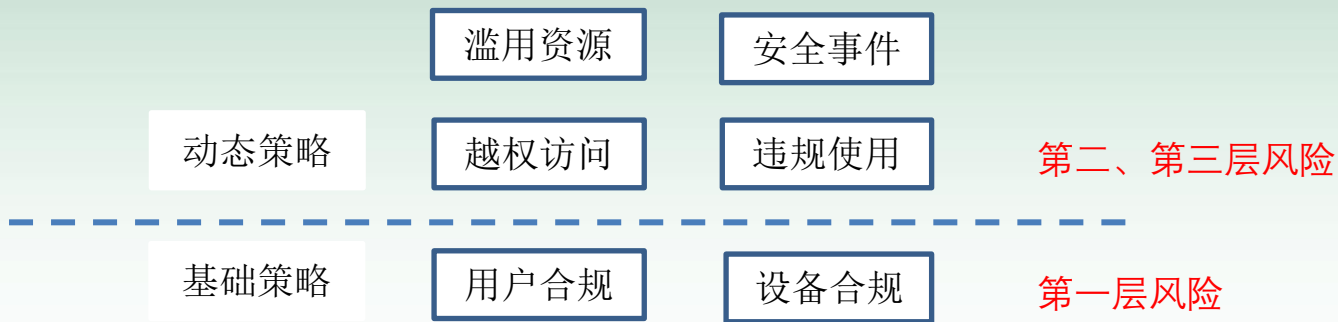 滥用资源
安全事件
动态策略
越权访问
违规使用
第二、第三层风险
基础策略
用户合规
设备合规
第一层风险